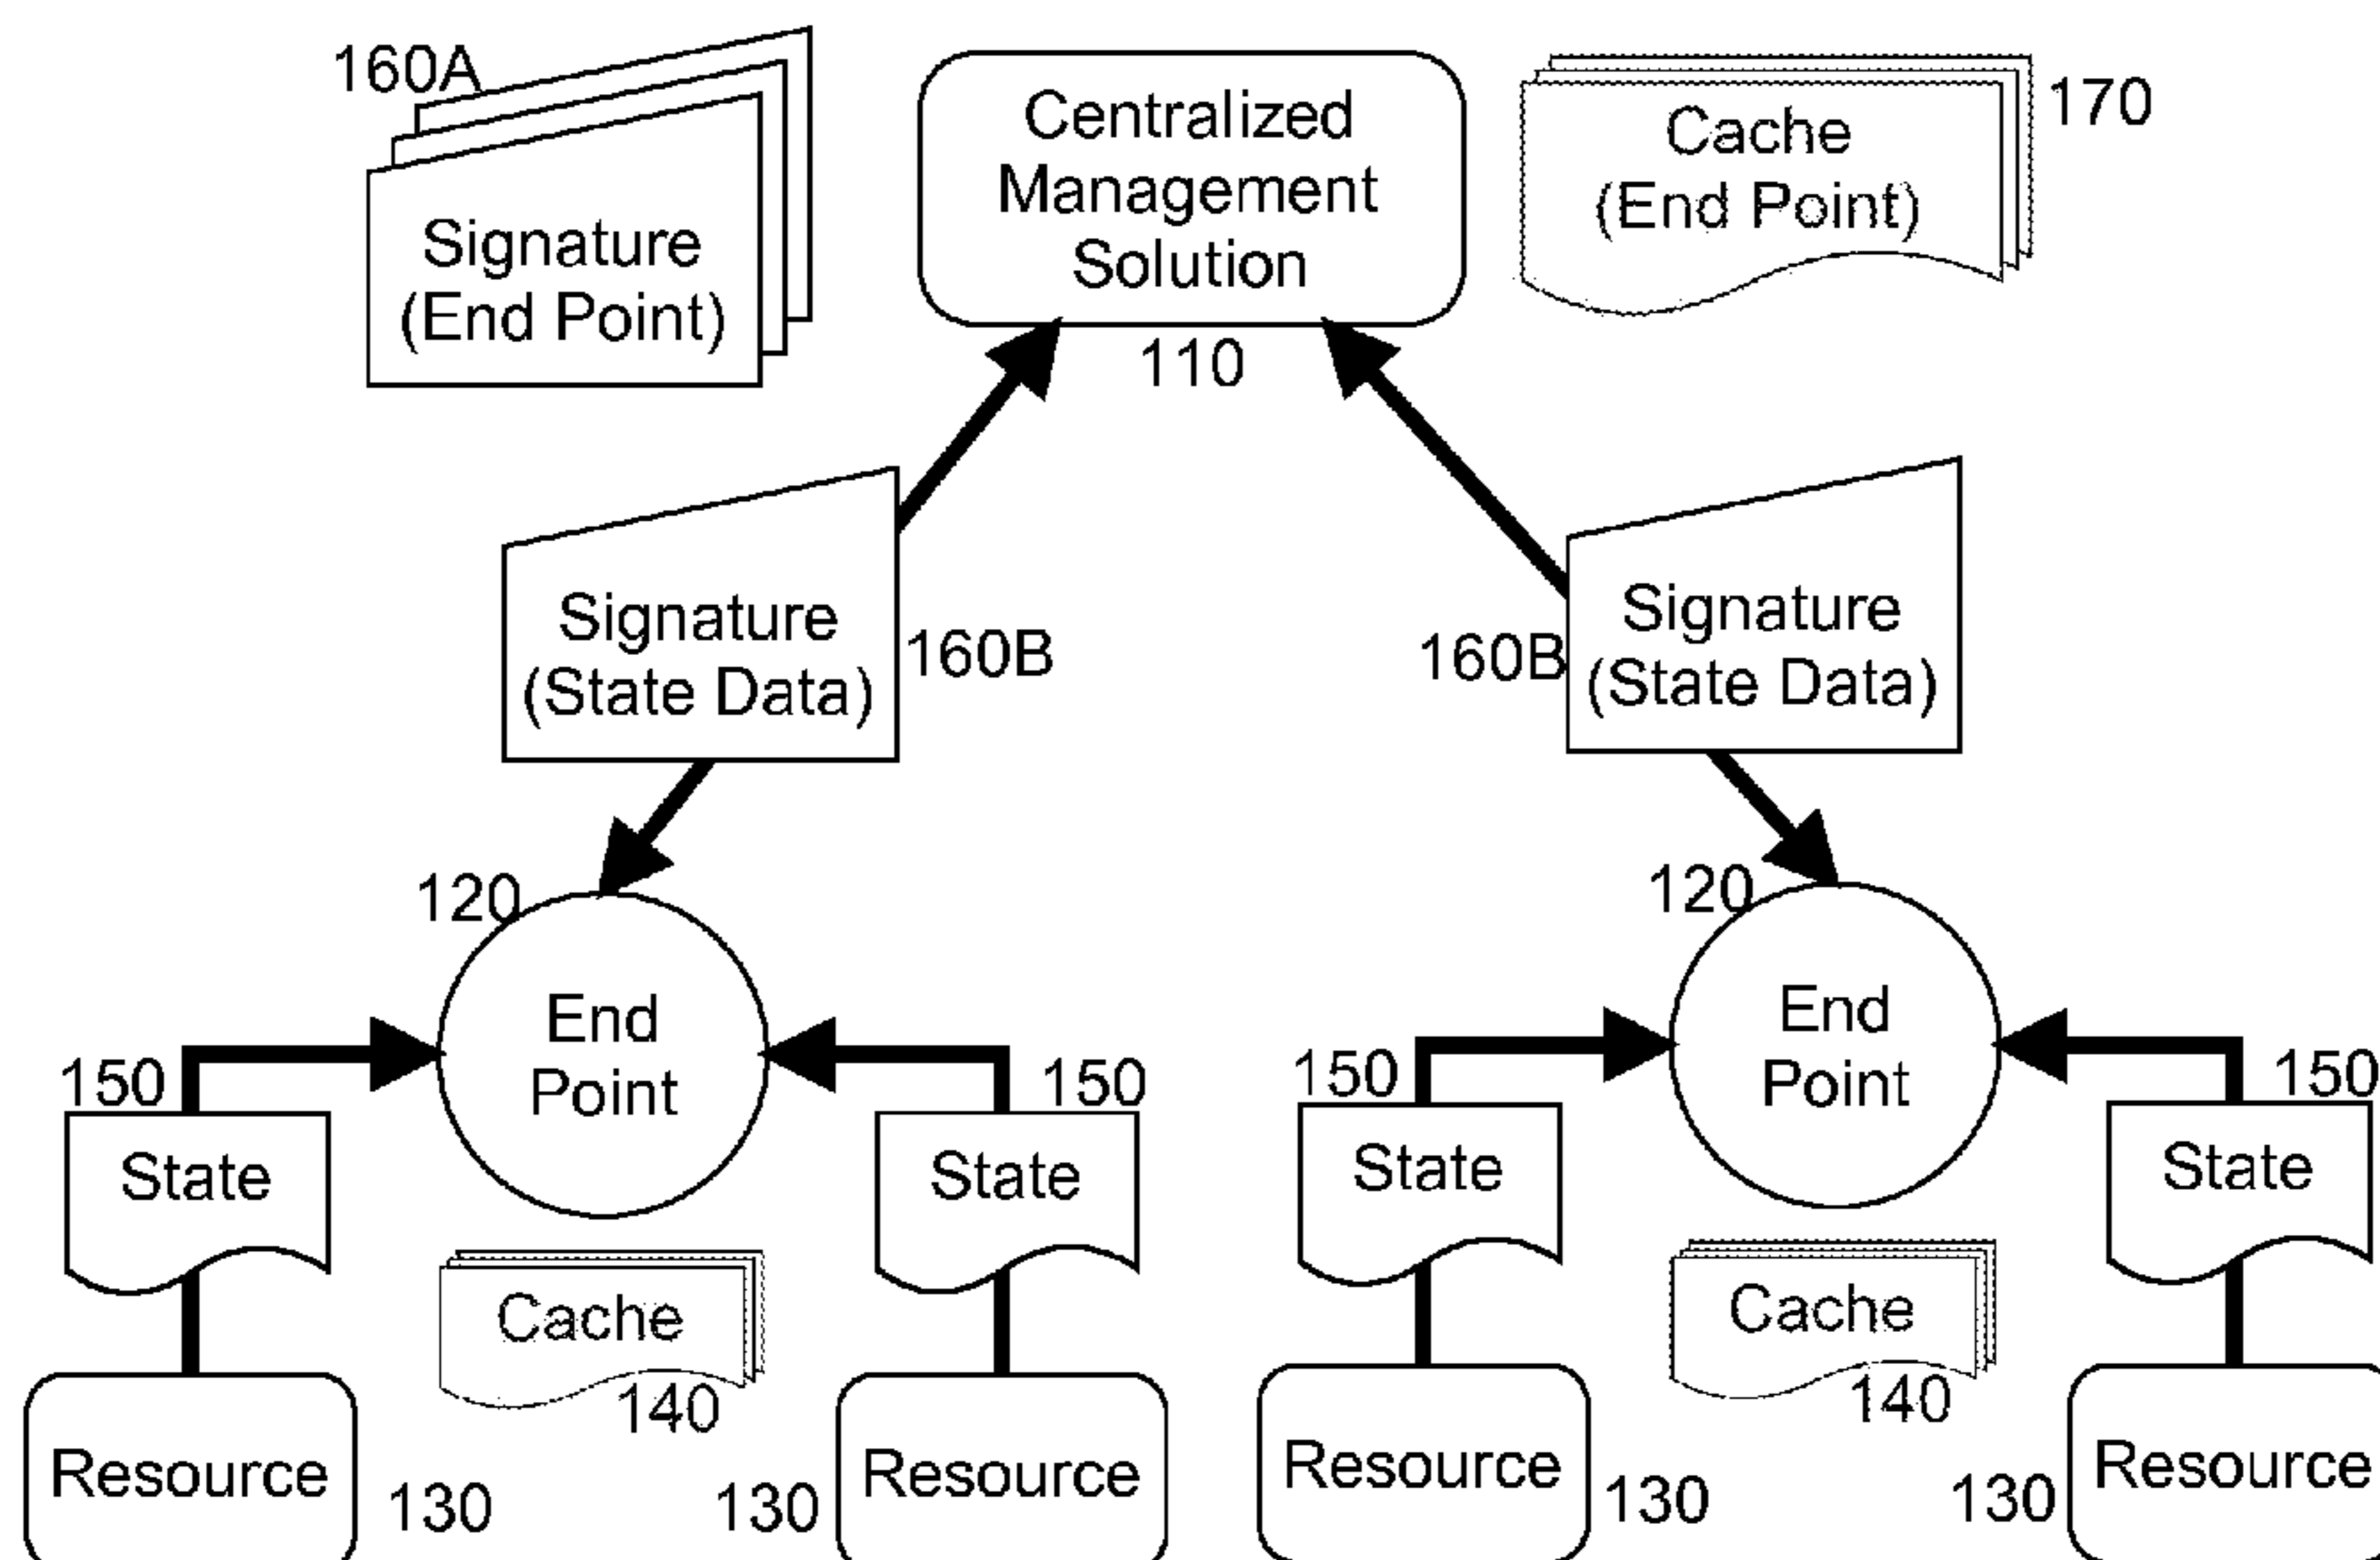 160A
Signature
(End Point)
Centralized
Management
Solution
110
Cache
(End Point)
170
Signature
(State Data)
160B
160B
Signature
(State Data)
120
End
Point
120
End
Point
150
State
150
State
150
State
150
State
Cache
140
Cache
140
Resource
130
130
Resource
Resource
130
130
Resource